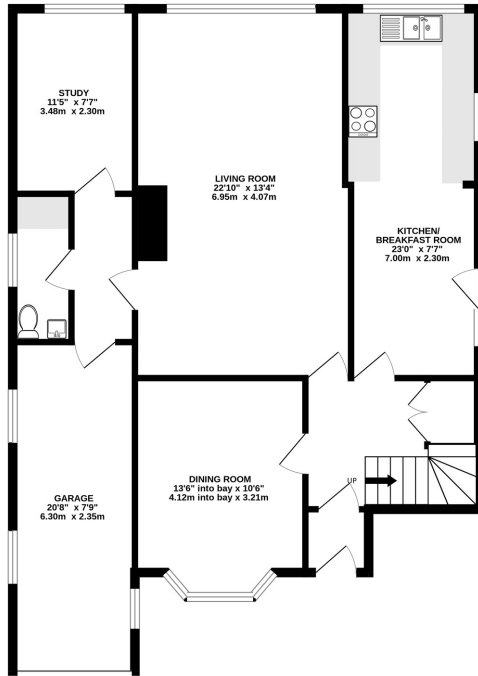 STUDY
11'5" x 7'7"
3.48m x 2.30m
LIVING ROOM
22'10" x 13'4"
6.95m x 4.07m
KITCHEN/
BREAKFAST ROOM
23'0" x 7'7"
7.00m x 2.30m
DINING ROOM
13'6" into bay x 10'6"
4.12m into bay x 3.21m
UP
GARAGE
20'8" x 7'9"
6.30m x 2.35m